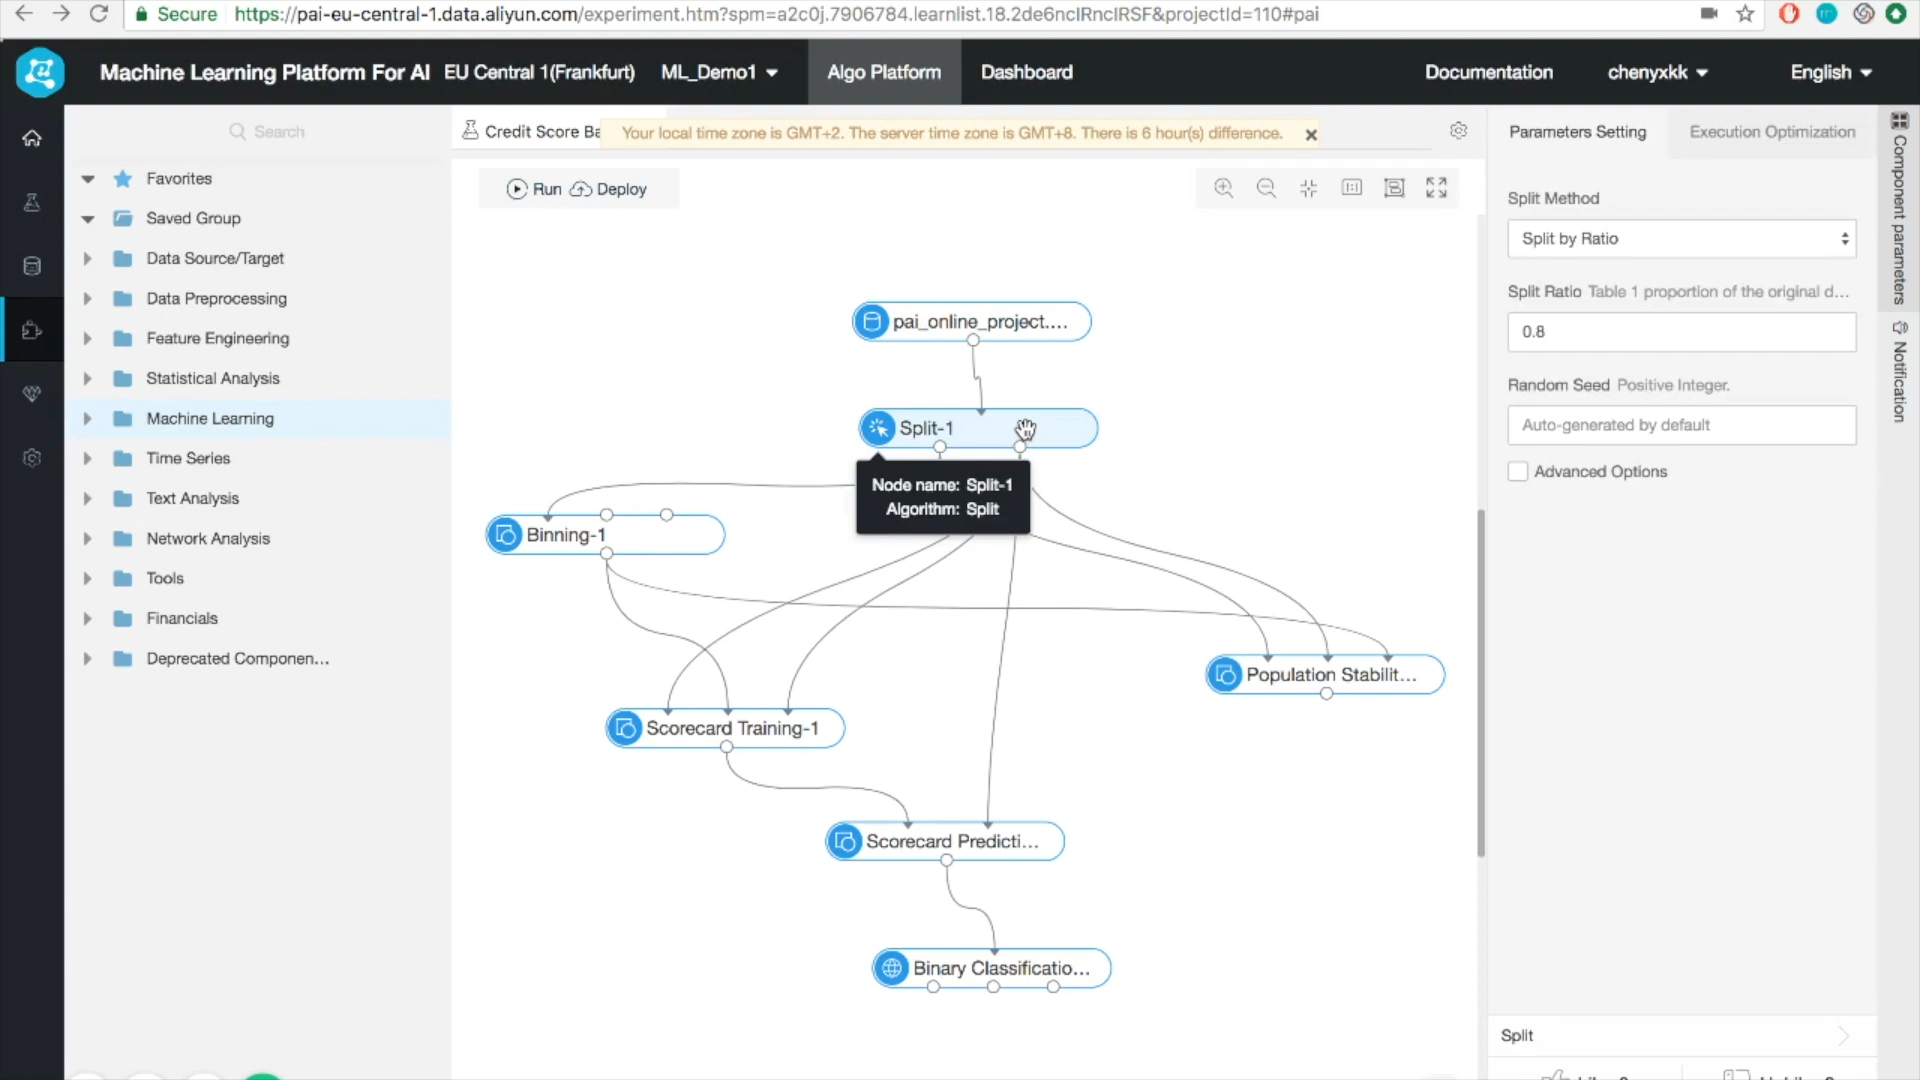 Secure https://pai-eu-central-1.data.aliyun.com/experiment.htm?spm=a2c0j.7906784.learnlist.18.2de6nclRnclRSF&projectId=110#pai
Machine Learning Platform For AI EU Central 1(Frankfurt) ML_Demo1 Algo Platform Dashboard Documentation chenyxkk English
Search
Credit Score Ba
Your local time zone is GMT+2. The server time zone is GMT+8. There is 6 hour(s) difference.
Parameters Setting Execution Optimization
Component parameters
Notification
Run Deploy
Favorites
Saved Group
Data Source/Target
Data Preprocessing
Feature Engineering
Statistical Analysis
Machine Learning
Time Series
Text Analysis
Network Analysis
Tools
Financials
Deprecated Componen...
pai_online_project....
Split-1
Node name: Split-1
Algorithm: Split
Binning-1
Population Stabilit...
Scorecard Training-1
Scorecard Predicti...
Binary Classificatio...
Split Method
Split by Ratio
Split Ratio Table 1 proportion of the original d...
0.8
Random Seed Positive Integer.
Auto-generated by default
Advanced Options
Split